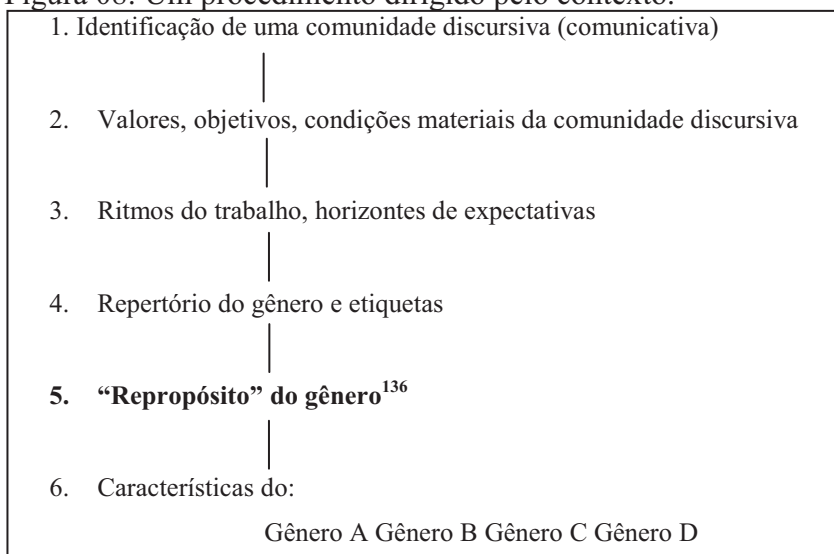 Figura 08: Um procedimento dirigido pelo contexto.
1. Identificação de uma comunidade discursiva (comunicativa)
2. Valores, objetivos, condições materiais da comunidade discursiva
3. Ritmos do trabalho, horizontes de expectativas
4. Repertório do gênero e etiquetas
5. “Repropósito” do gênero136
6. Características do:
Gênero A Gênero B Gênero C Gênero D